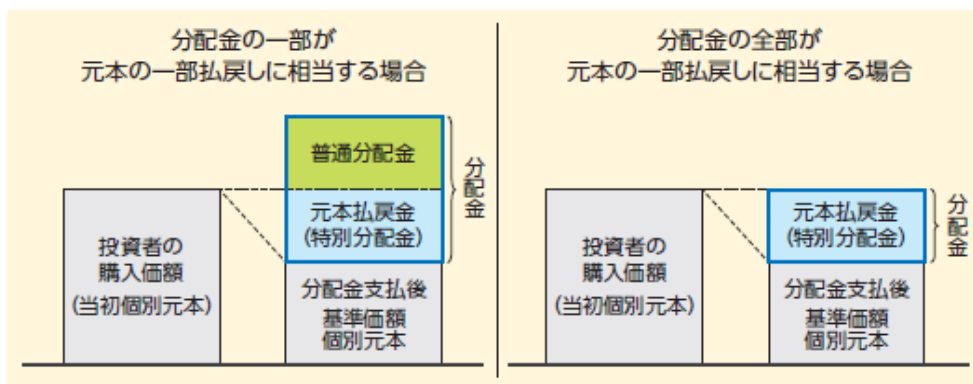 分配金の一部が
元本の一部払戻しに相当する場合
普通分配金
元本払戻金
(特別分配金)
分配金
投資者の
購入価額
(当初個別元本)
分配金支払後
基準価額
個別元本
分配金の全部が
元本の一部払戻しに相当する場合
元本払戻金
(特別分配金)
分配金
投資者の
購入価額
(当初個別元本)
分配金支払後
基準価額
個別元本